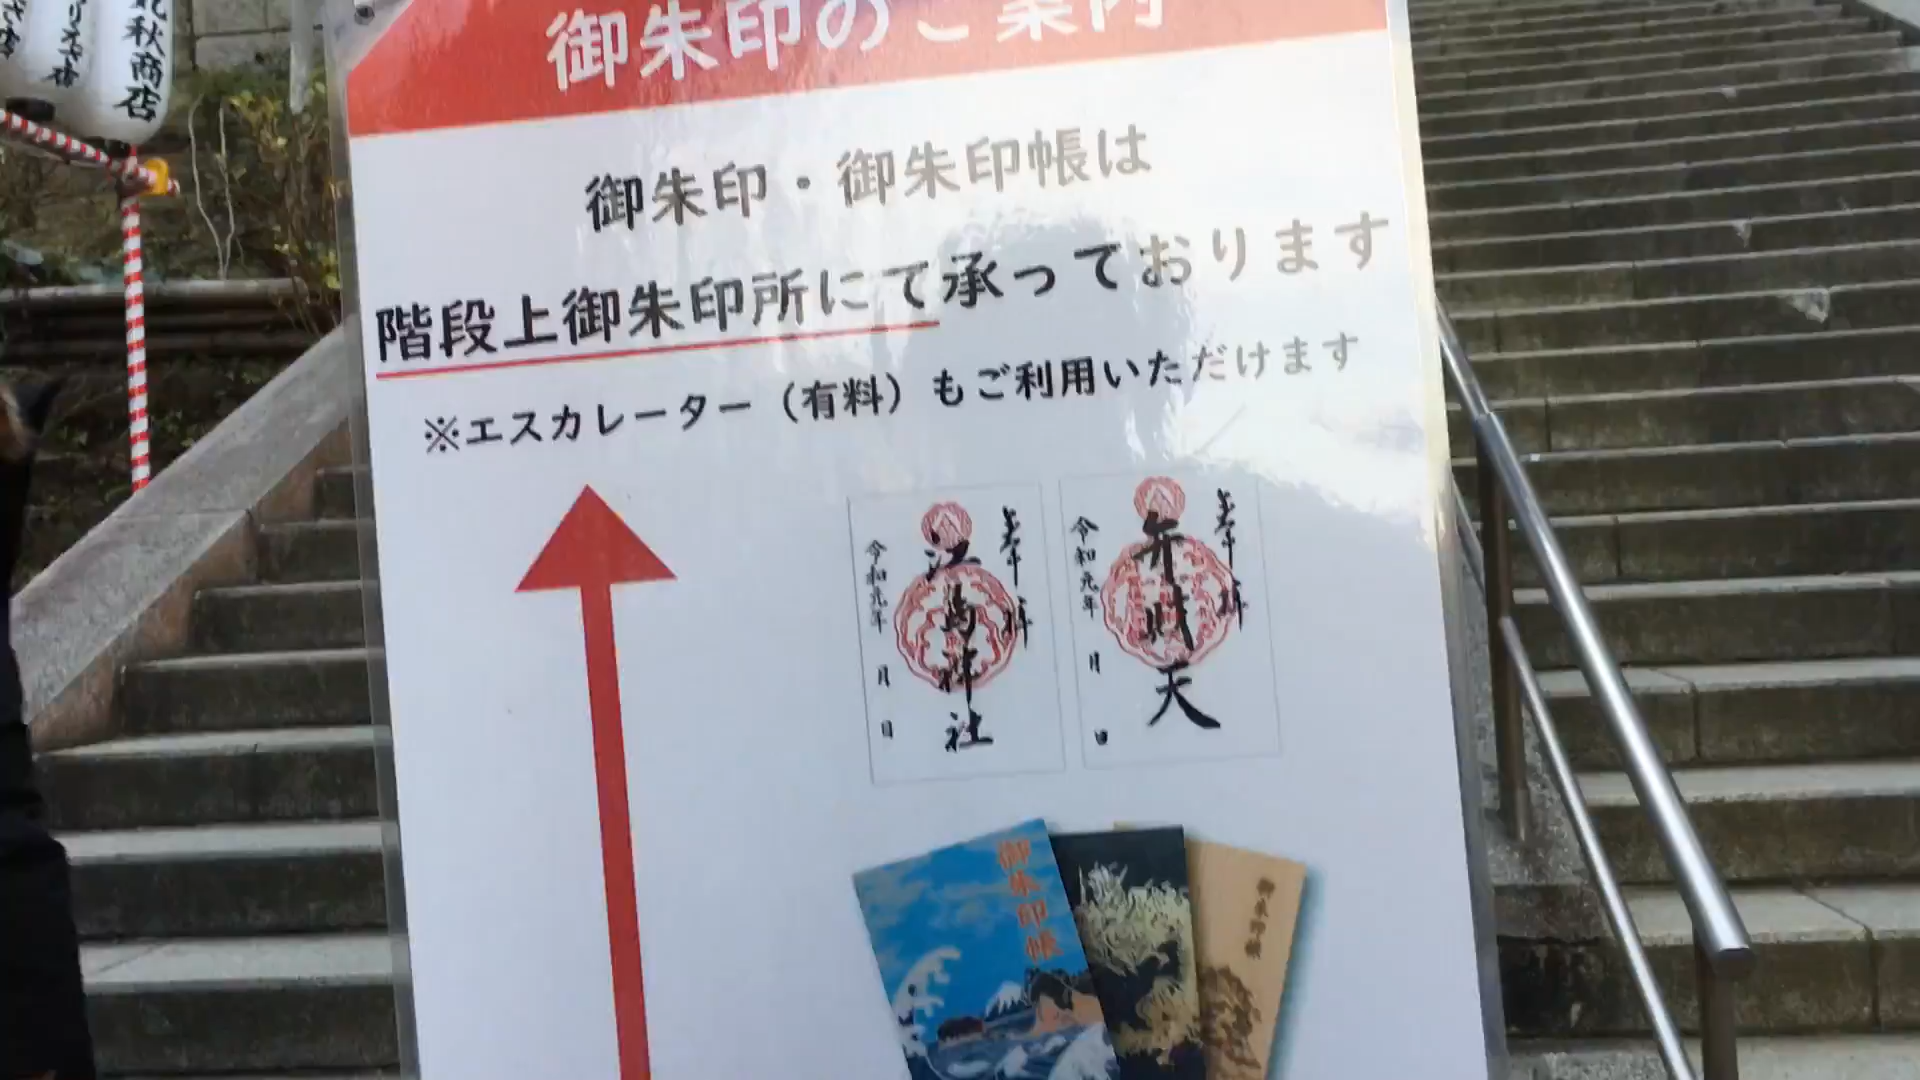 御朱印のご案内
御朱印・御朱印帳は
階段上御朱印所にて承っております
※エスカレーター（有料）もご利用いただけます
奉拝
江島神社
令和元年 月 日
奉拝
弁財天
令和元年 月 日
御朱印帳
御朱印帳
秋商店